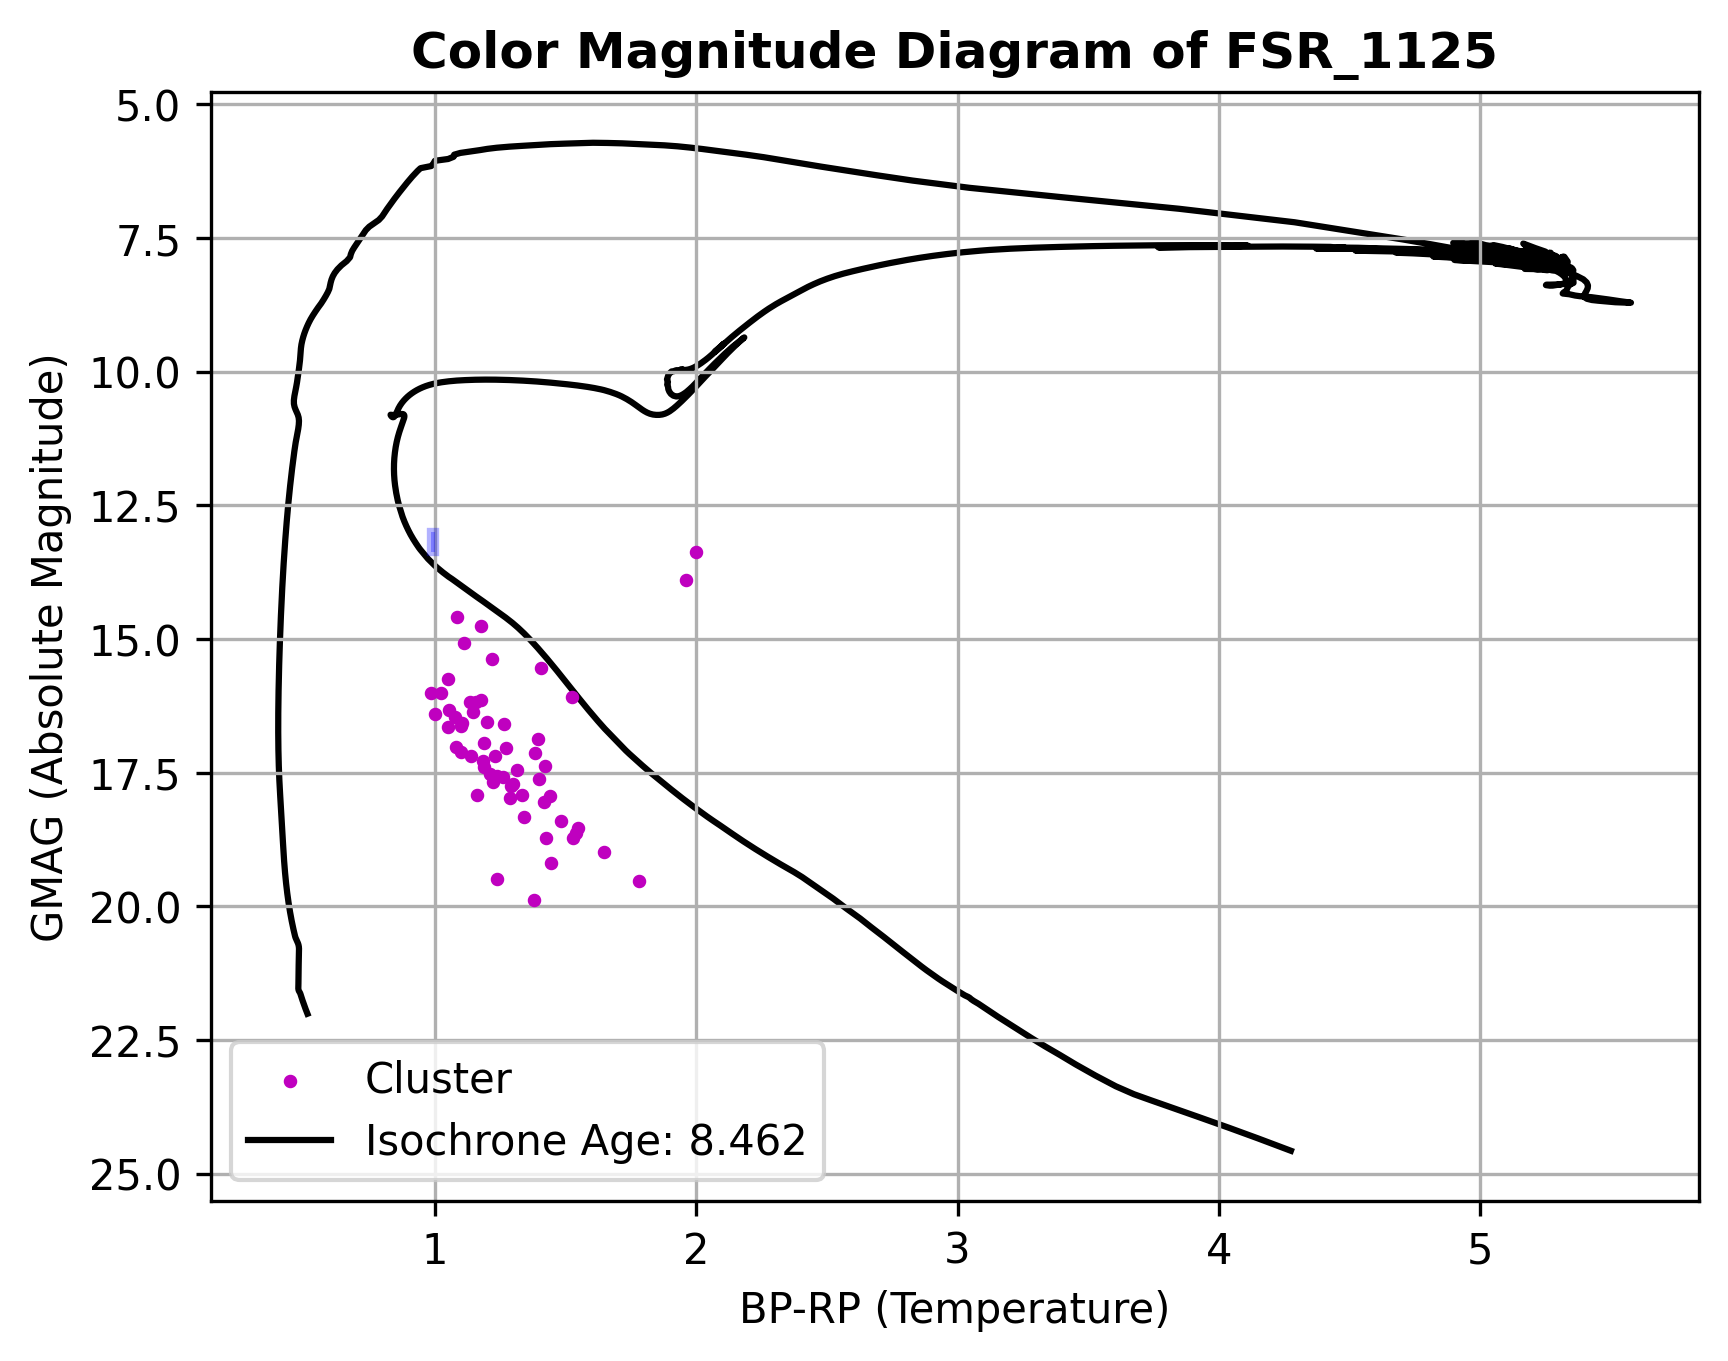 Color Magnitude Diagram of FSR_1125
GMAG (Absolute Magnitude)
5.0
7.5
10.0
12.5
15.0
17.5
20.0
22.5
25.0
Cluster
Isochrone Age: 8.462
1 2 3 4 5
BP-RP (Temperature)